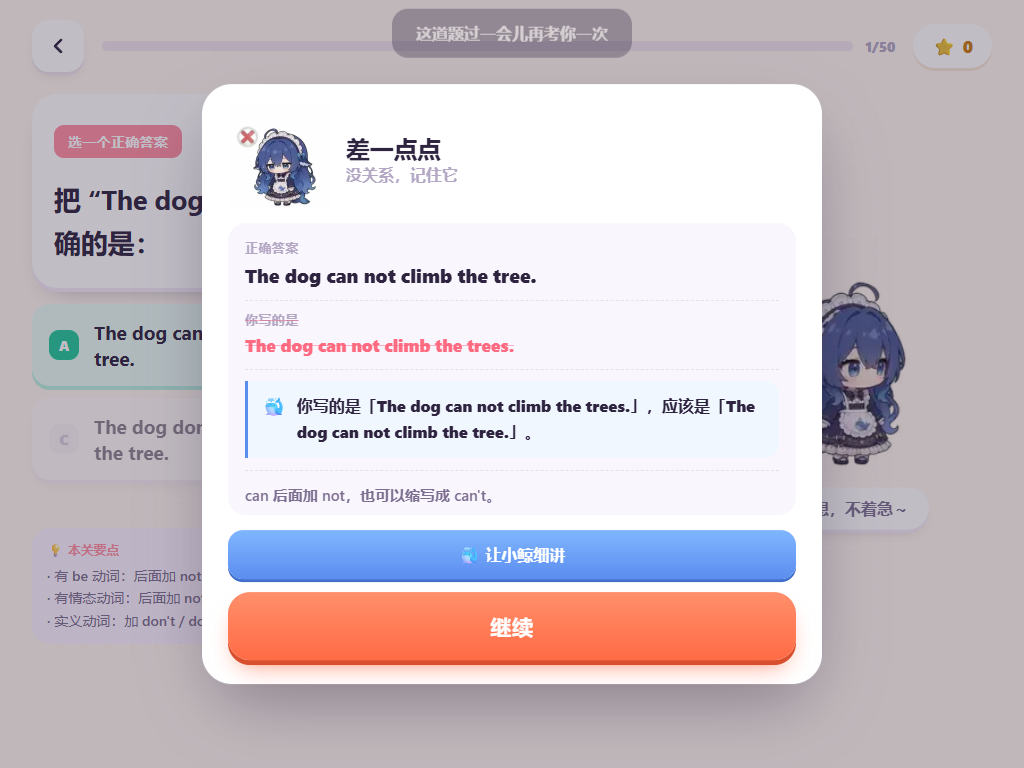 这道题过一会儿再考你一次
1/50
0
选一个正确答案
把 “The dog
确的是：
A
The dog can
tree.
C
The dog don
the tree.
本关要点
· 有 be 动词：后面加 not
· 有情态动词：后面加 no
· 实义动词：加 don't / do
差一点点
没关系，记住它
正确答案
The dog can not climb the tree.
你写的是
The dog can not climb the trees.
你写的是「The dog can not climb the trees.」，应该是「The
dog can not climb the tree.」。
can 后面加 not，也可以缩写成 can't。
让小鲸细讲
继续
息，不着急～